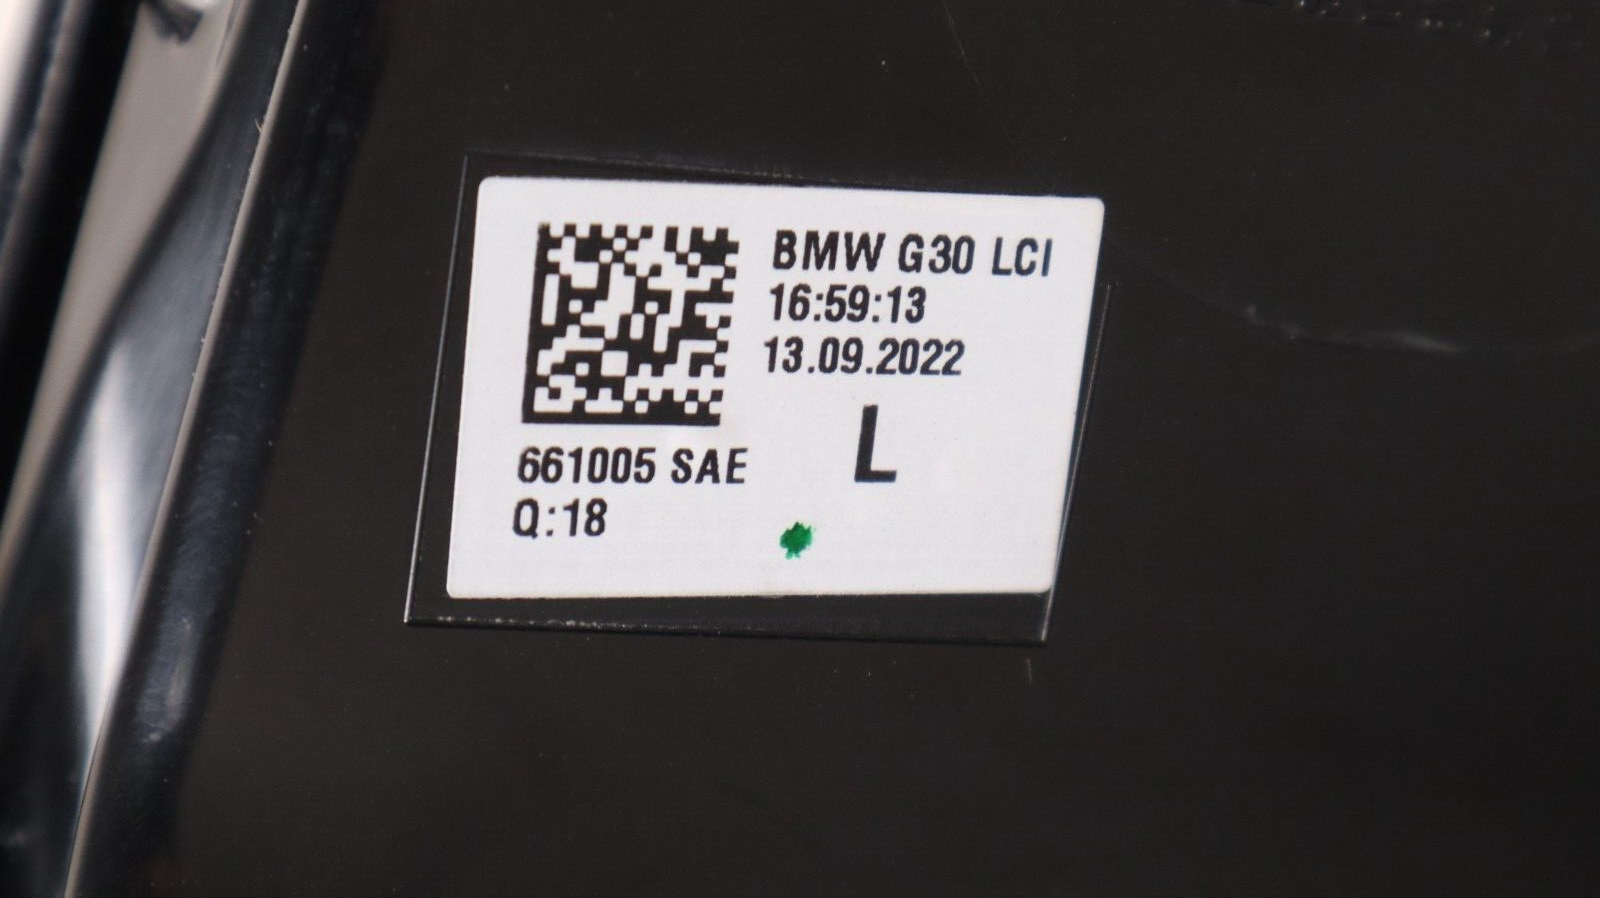 BMW G30 LCI
16:59:13
13.09.2022
L
661005 SAE
Q:18